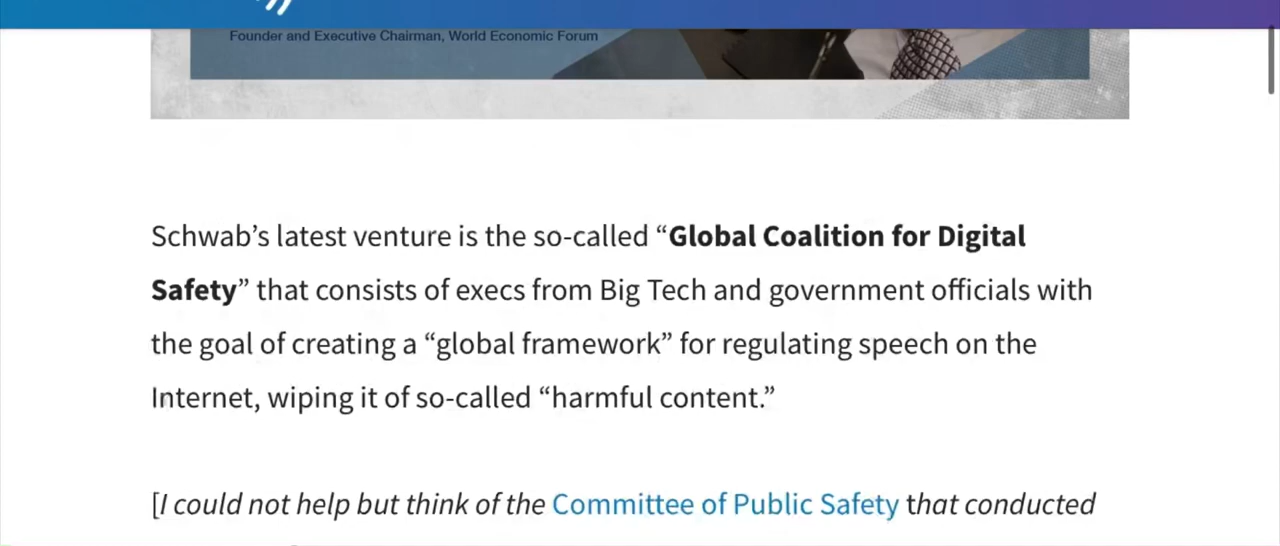 Founder and Executive Chairman, World Economic Forum
Schwab’s latest venture is the so-called “Global Coalition for Digital
Safety” that consists of execs from Big Tech and government officials with
the goal of creating a “global framework” for regulating speech on the
Internet, wiping it of so-called “harmful content.”
[I could not help but think of the Committee of Public Safety that conducted